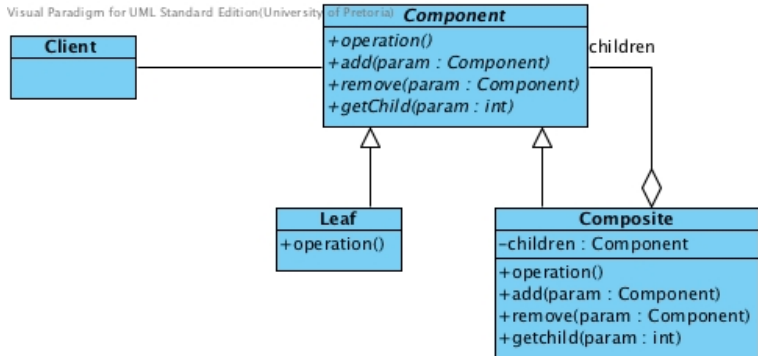 Visual Paradigm for UML Standard Edition(University of Pretoria)
Component
Client
+operation()
+add(param : Component)
+remove(param : Component)
+getChild(param : int)
children
Leaf
+operation()
Composite
-children : Component
+operation()
+add(param : Component)
+remove(param : Component)
+getchild(param : int)